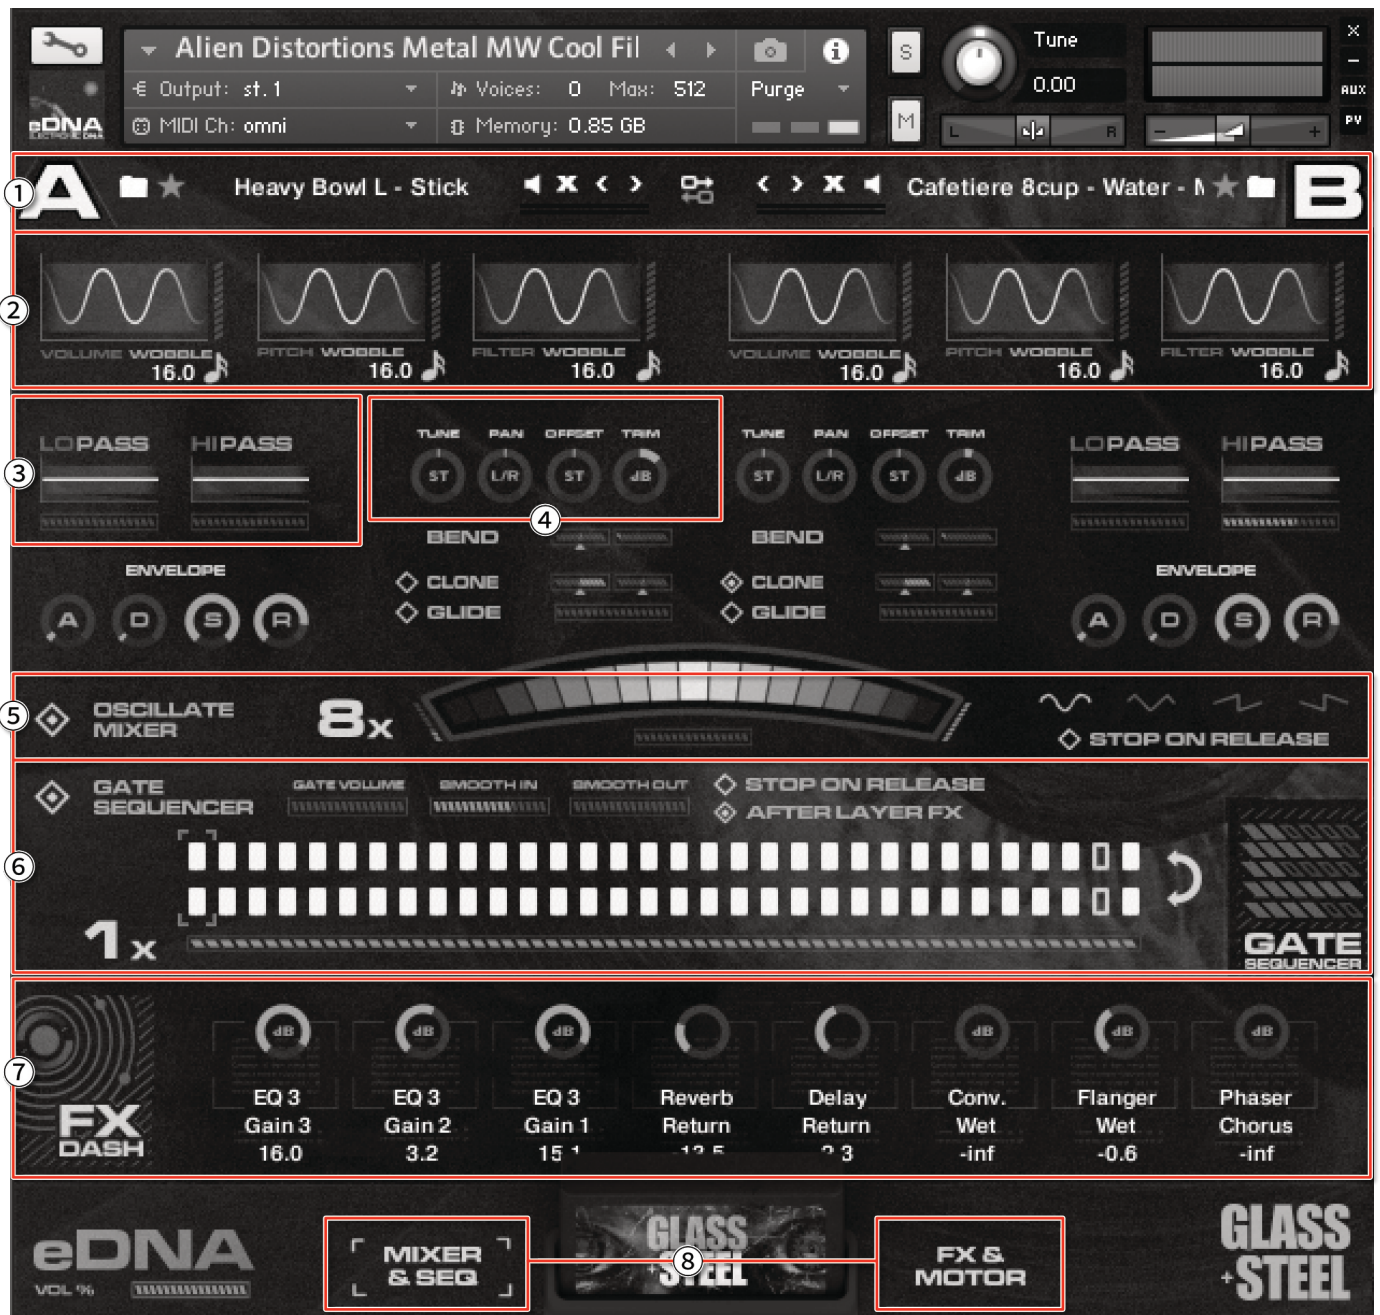 Alien Distortions Metal MW Cool Fil
S
Tune
0.00
X
AUX
PV
Output: st. 1
Voices: 0 Max: 512
Purge
MIDI Ch: omni
Memory: 0.85 GB
M
L
R
-
+
eDNA
1
A
Heavy Bowl L - Stick
X
<
>
<
>
X
Cafetiere 8cup - Water - M
B
2
VOLUME WOBBLE
16.0
PITCH WOBBLE
16.0
FILTER WOBBLE
16.0
VOLUME WOBBLE
16.0
PITCH WOBBLE
16.0
FILTER WOBBLE
16.0
3
LOPASS
HIPASS
TUNE PAN OFFSET TRIM
ST L/R ST dB
4
TUNE PAN OFFSET TRIM
ST L/R ST dB
LOPASS
HIPASS
BEND
CLONE
GLIDE
BEND
CLONE
GLIDE
ENVELOPE
A D S R
ENVELOPE
A D S R
5
OSCILLATE
MIXER
8x
STOP ON RELEASE
6
GATE
SEQUENCER
GATE VOLUME
SMOOTH IN
SMOOTH OUT
STOP ON RELEASE
AFTER LAYER FX
1x
GATE
SEQUENCER
7
FX
DASH
dB
EQ 3
Gain 3
16.0
dB
EQ 3
Gain 2
3.2
dB
EQ 3
Gain 1
Reverb
Return
Delay
Return
dB
Conv.
Wet
-inf
dB
Flanger
Wet
-0.6
dB
Phaser
Chorus
-inf
eDNA
VOL %
MIXER
& SEQ
GLASS
+STEEL
8
FX &
MOTOR
GLASS
+STEEL